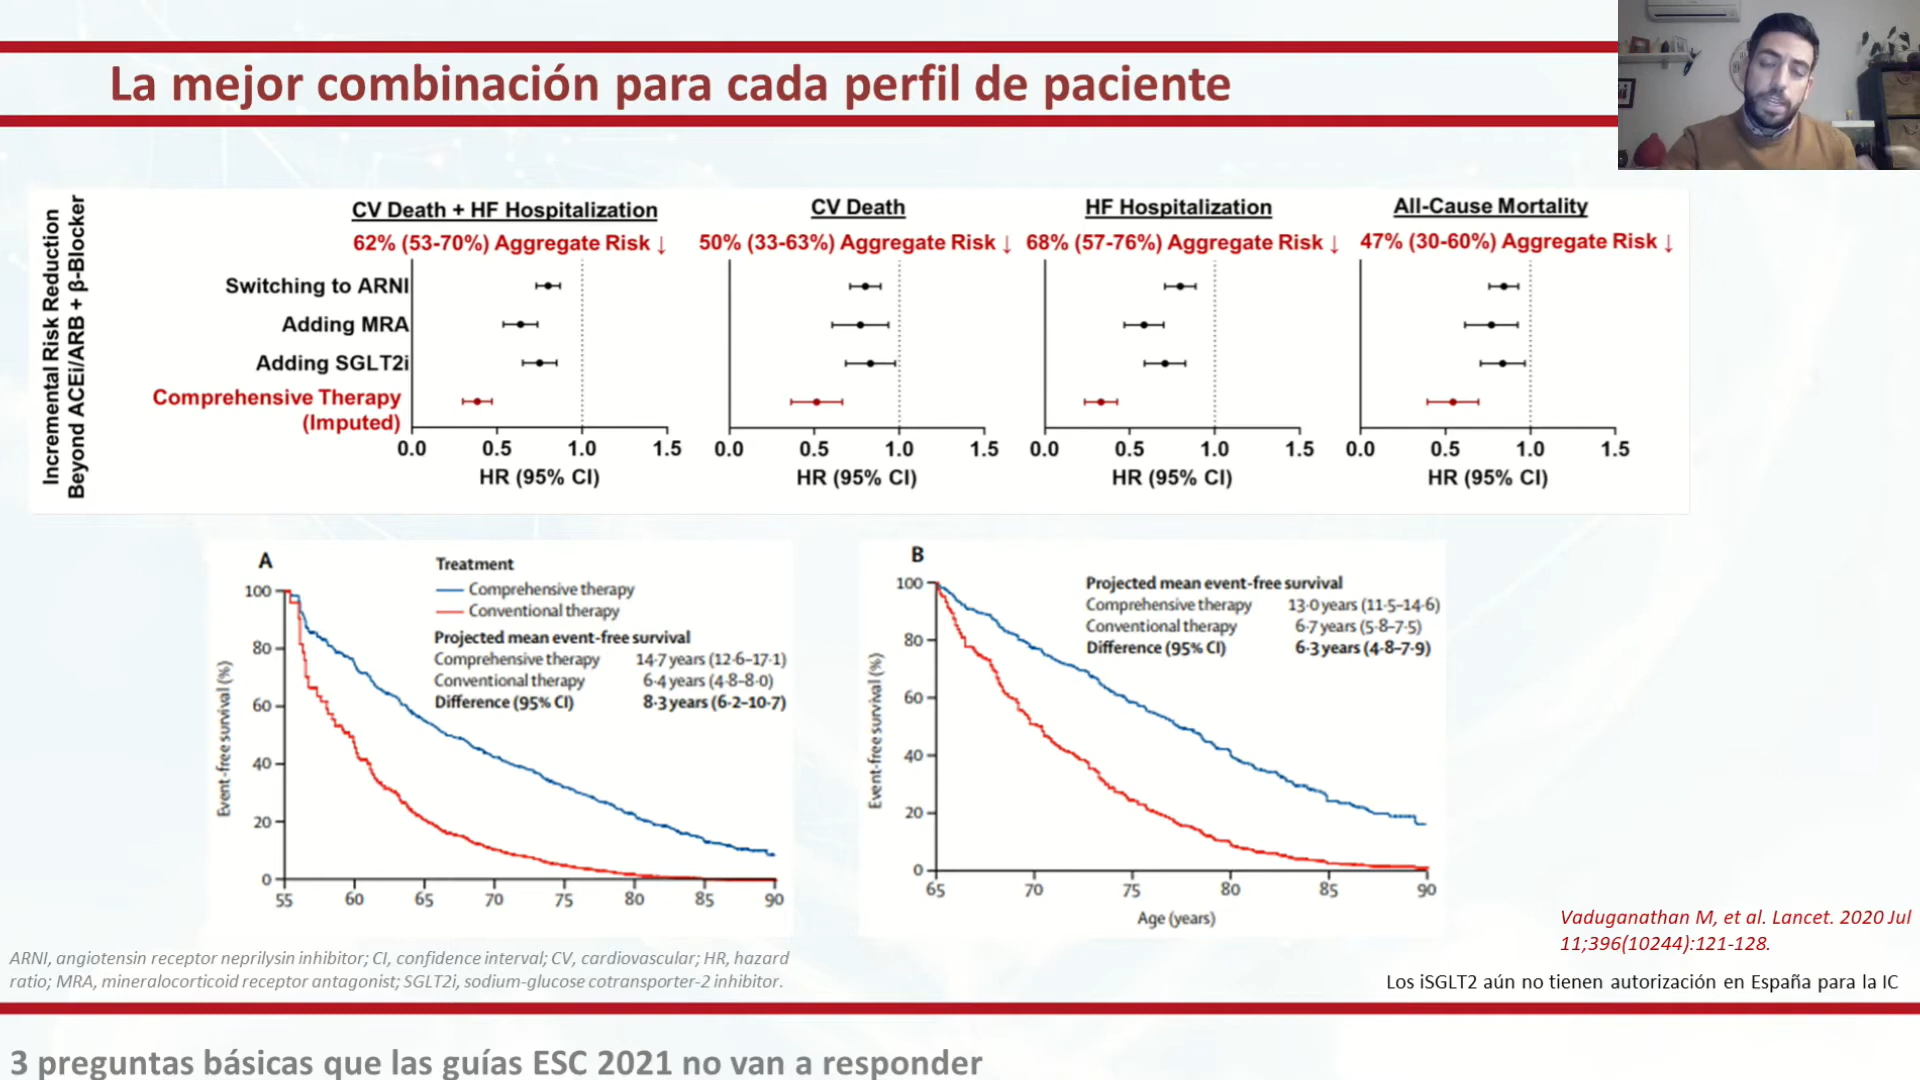 La mejor combinación para cada perfil de paciente
Incremental Risk Reduction
Beyond ACEi/ARB + β-Blocker
CV Death + HF Hospitalization
62% (53-70%) Aggregate Risk ↓
CV Death
50% (33-63%) Aggregate Risk ↓
HF Hospitalization
68% (57-76%) Aggregate Risk ↓
All-Cause Mortality
47% (30-60%) Aggregate Risk ↓
Switching to ARNI
Adding MRA
Adding SGLT2i
Comprehensive Therapy
(Imputed)
0.0 0.5 1.0 1.5
HR (95% CI)
0.0 0.5 1.0 1.5
HR (95% CI)
0.0 0.5 1.0 1.5
HR (95% CI)
0.0 0.5 1.0 1.5
HR (95% CI)
A
Treatment
Comprehensive therapy
Conventional therapy
Projected mean event-free survival
Comprehensive therapy 14·7 years (12·6–17·1)
Conventional therapy 6·4 years (4·8–8·0)
Difference (95% CI) 8·3 years (6·2–10·7)
Event-free survival (%)
100
80
60
40
20
0
55 60 65 70 75 80 85 90
B
Projected mean event-free survival
Comprehensive therapy 13·0 years (11·5–14·6)
Conventional therapy 6·7 years (5·8–7·5)
Difference (95% CI) 6·3 years (4·8–7·9)
Event-free survival (%)
100
80
60
40
20
0
65 70 75 80 85 90
Age (years)
Vaduganathan M, et al. Lancet. 2020 Jul
11;396(10244):121-128.
ARNI, angiotensin receptor neprilysin inhibitor; CI, confidence interval; CV, cardiovascular; HR, hazard
ratio; MRA, mineralocorticoid receptor antagonist; SGLT2i, sodium-glucose cotransporter-2 inhibitor.
Los iSGLT2 aún no tienen autorización en España para la IC
3 preguntas básicas que las guías ESC 2021 no van a responder